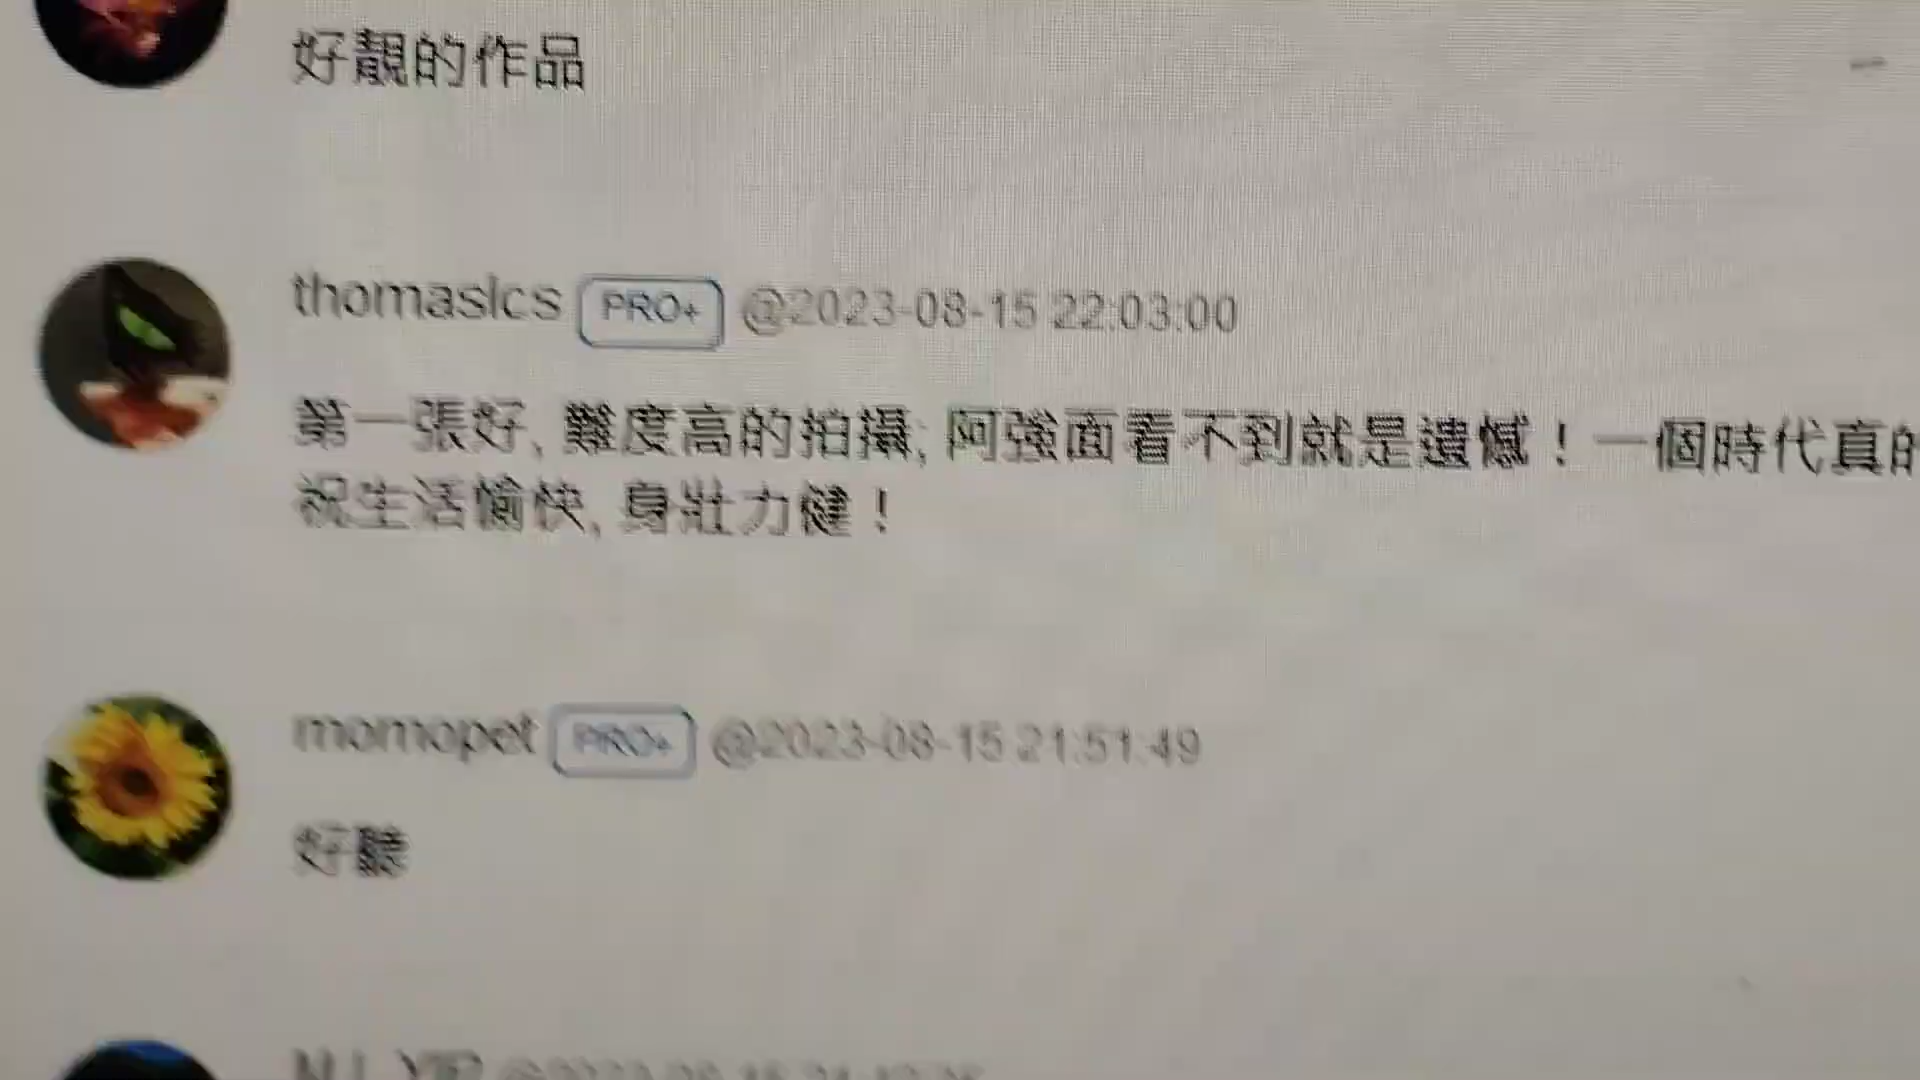 好靚的作品
thomaslcs PRO+ @2023-08-15 22:03:00
第一張好, 難度高的拍攝; 阿強面看不到就是遺憾！一個時代真的
祝生活愉快, 身壯力健！
momopet PRO+ @2023-08-15 21:51:49
好聽